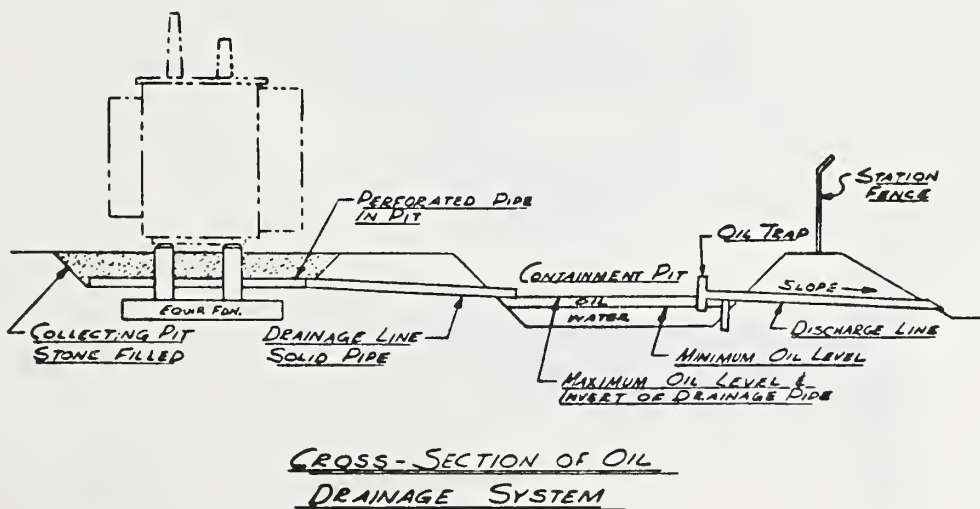 PERFORATED PIPE
IN PIT
STATION
FENCE
OIL TRAP
CONTAINMENT PIT
OIL
WATER
SLOPE
EQUIP. FDN.
COLLECTING PIT
STONE FILLED
DRAINAGE LINE
SOLID PIPE
DISCHARGE LINE
MINIMUM OIL LEVEL
MAXIMUM OIL LEVEL &
INVERT OF DRAINAGE PIPE
CROSS-SECTION OF OIL
DRAINAGE SYSTEM